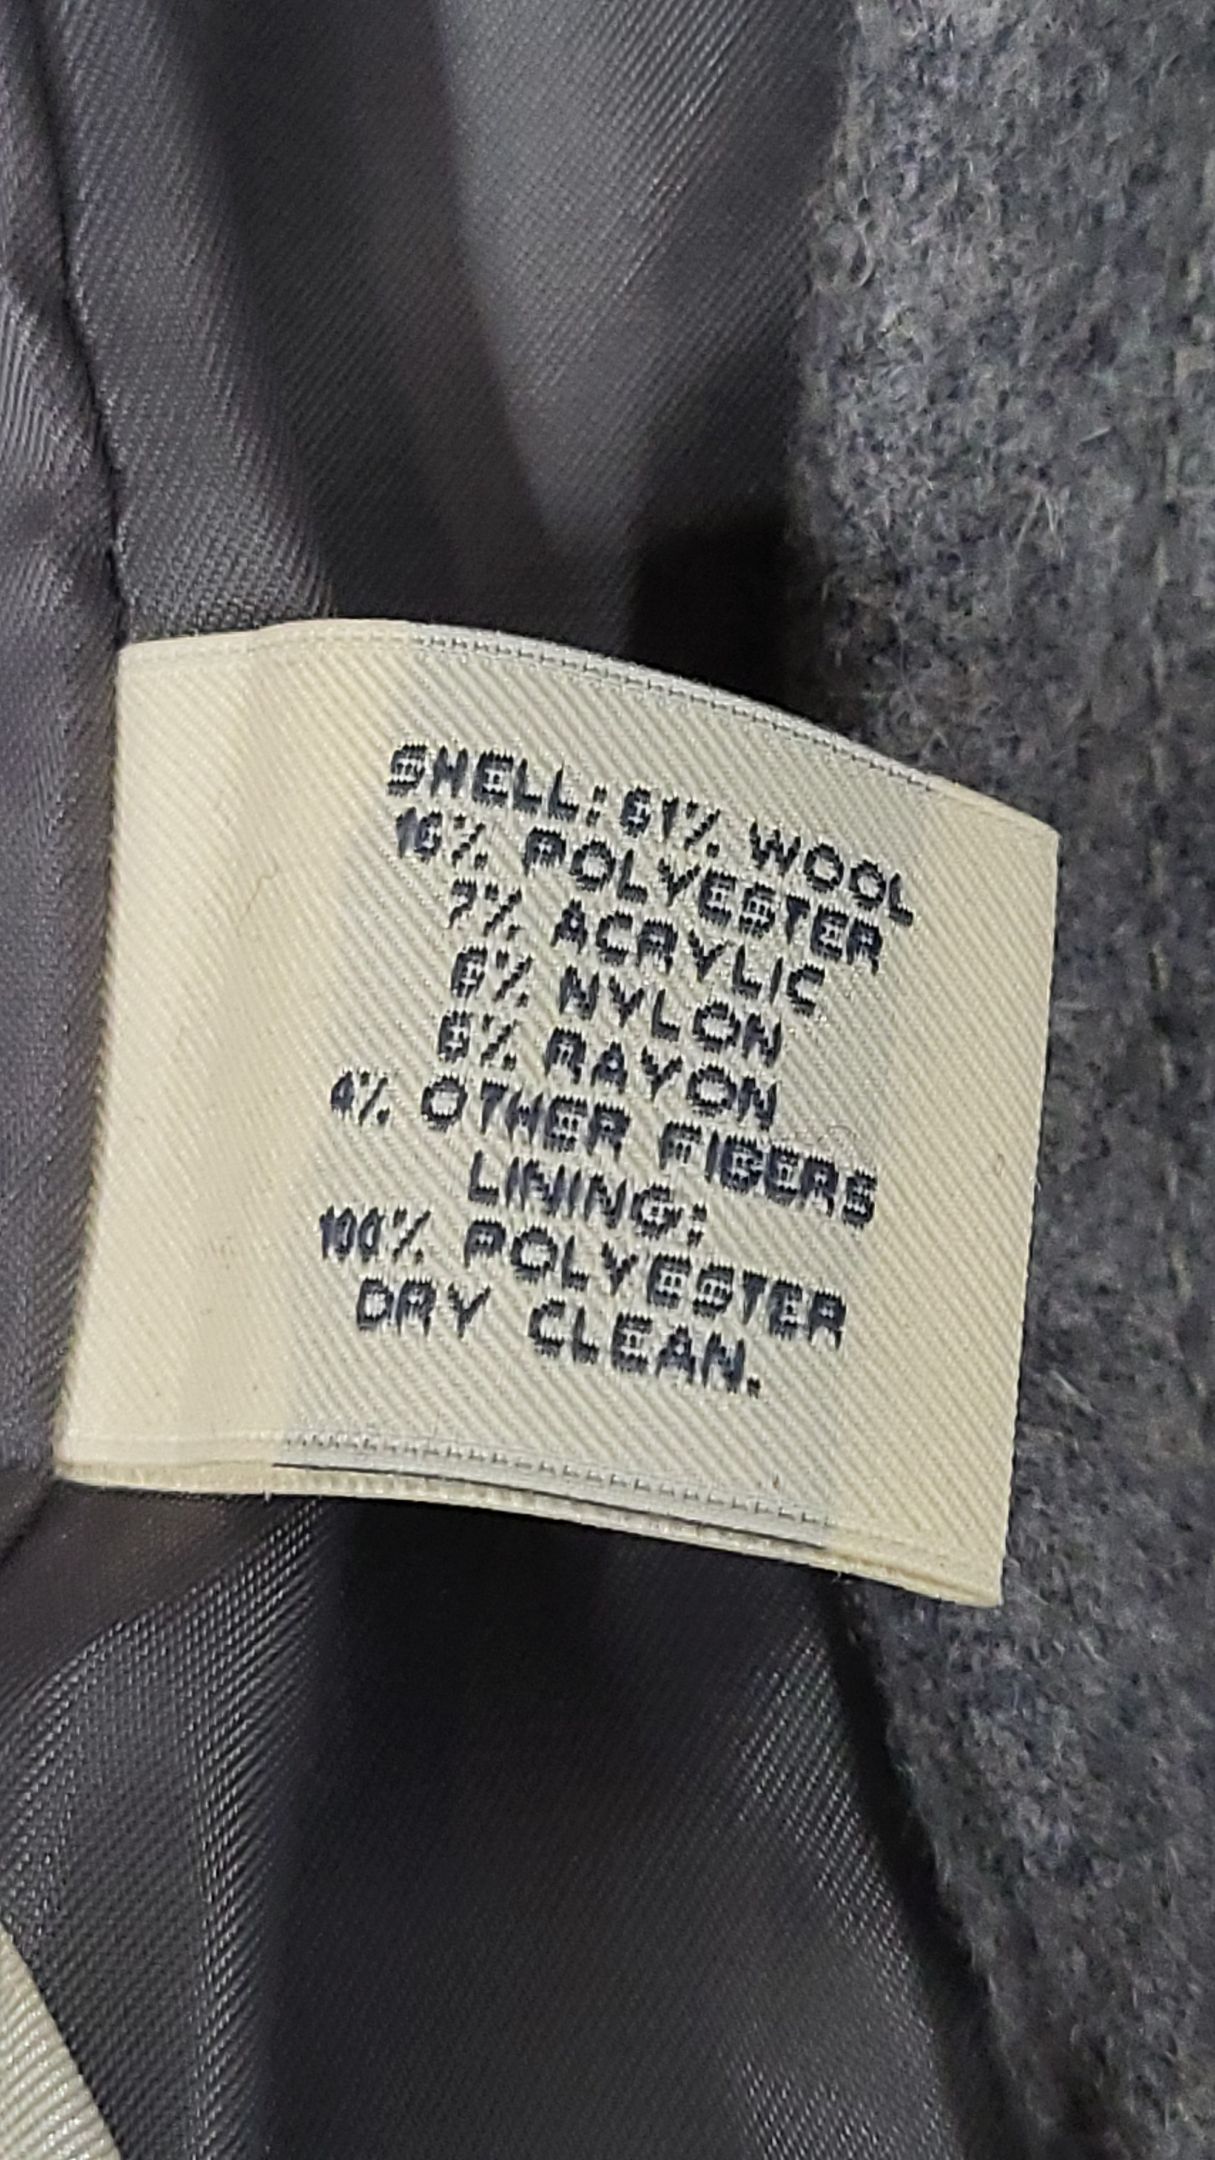 SHELL: 61% WOOL
16% POLYESTER
7% ACRYLIC
6% NYLON
6% RAYON
4% OTHER FIBERS
LINING:
100% POLYESTER
DRY CLEAN.